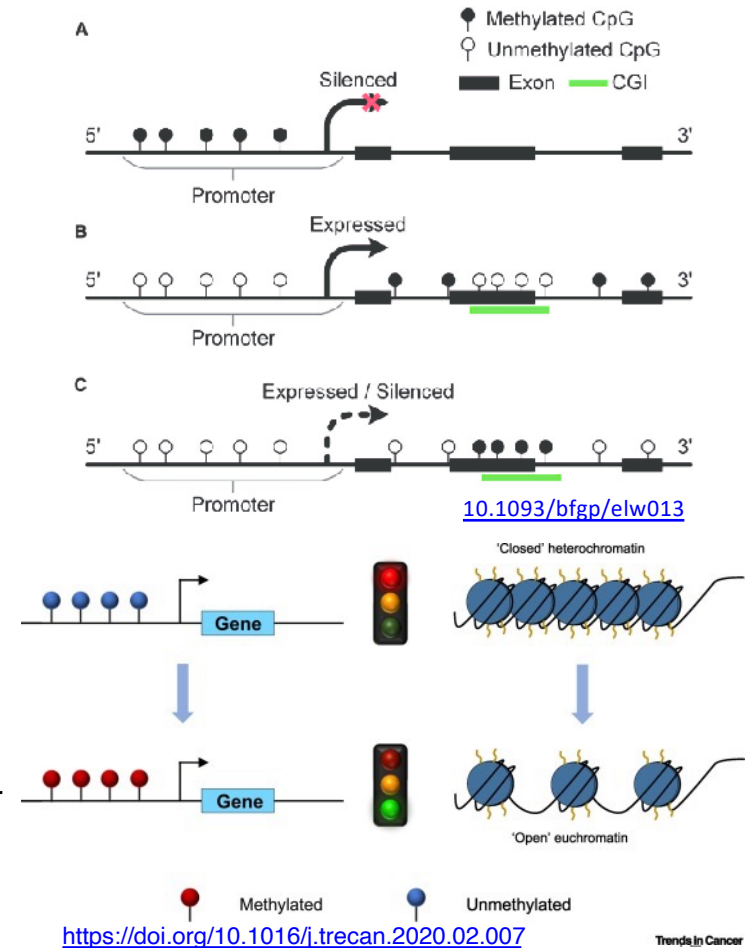 A
Methylated CpG
Unmethylated CpG
Exon CGI
Silenced
5' 3'
Promoter
B
Expressed
5' 3'
Promoter
C
Expressed / Silenced
5' 3'
Promoter
10.1093/bfgp/elw013
'Closed' heterochromatin
Gene
Gene
'Open' euchromatin
Methylated Unmethylated
https://doi.org/10.1016/j.trecan.2020.02.007
Trends in Cancer